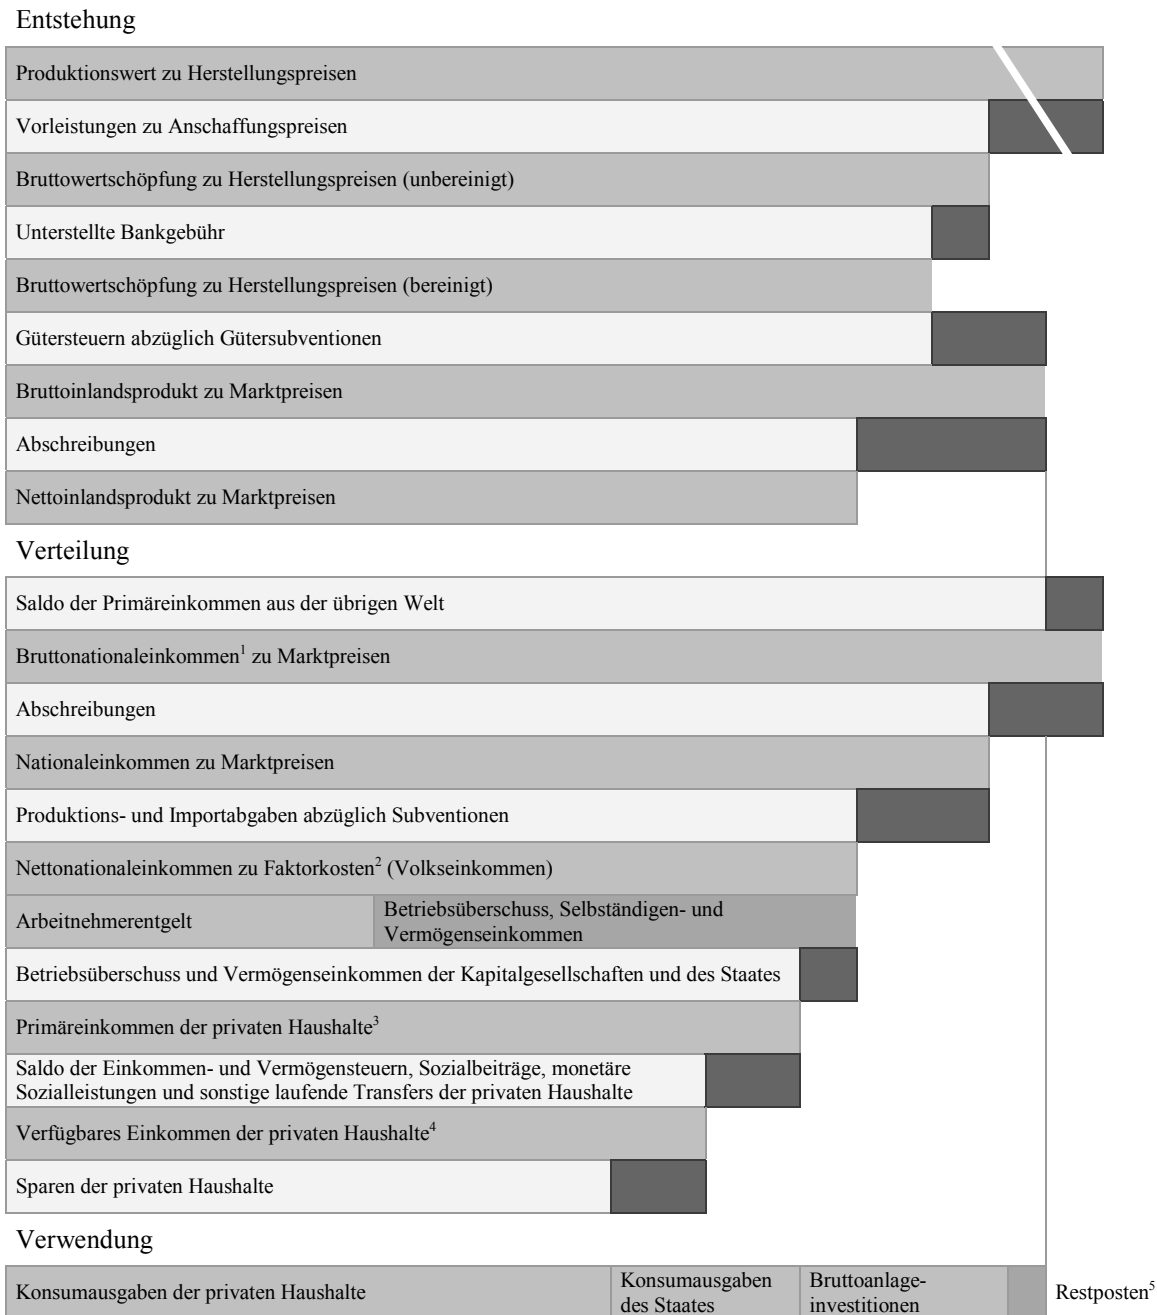 Entstehung
Produktionswert zu Herstellungspreisen
Vorleistungen zu Anschaffungspreisen
Bruttowertschöpfung zu Herstellungspreisen (unbereinigt)
Unterstellte Bankgebühr
Bruttowertschöpfung zu Herstellungspreisen (bereinigt)
Gütersteuern abzüglich Gütersubventionen
Bruttoinlandsprodukt zu Marktpreisen
Abschreibungen
Nettoinlandsprodukt zu Marktpreisen
Verteilung
Saldo der Primäreinkommen aus der übrigen Welt
Bruttonationaleinkommen¹ zu Marktpreisen
Abschreibungen
Nationaleinkommen zu Marktpreisen
Produktions- und Importabgaben abzüglich Subventionen
Nettonationaleinkommen zu Faktorkosten² (Volkseinkommen)
Arbeitnehmerentgelt
Betriebsüberschuss, Selbständigen- und
Vermögenseinkommen
Betriebsüberschuss und Vermögenseinkommen der Kapitalgesellschaften und des Staates
Primäreinkommen der privaten Haushalte³
Saldo der Einkommen- und Vermögensteuern, Sozialbeiträge, monetäre
Sozialleistungen und sonstige laufende Transfers der privaten Haushalte
Verfügbares Einkommen der privaten Haushalte⁴
Sparen der privaten Haushalte
Verwendung
Konsumausgaben der privaten Haushalte
Konsumausgaben
des Staates
Bruttoanlage-
investitionen
Restposten⁵